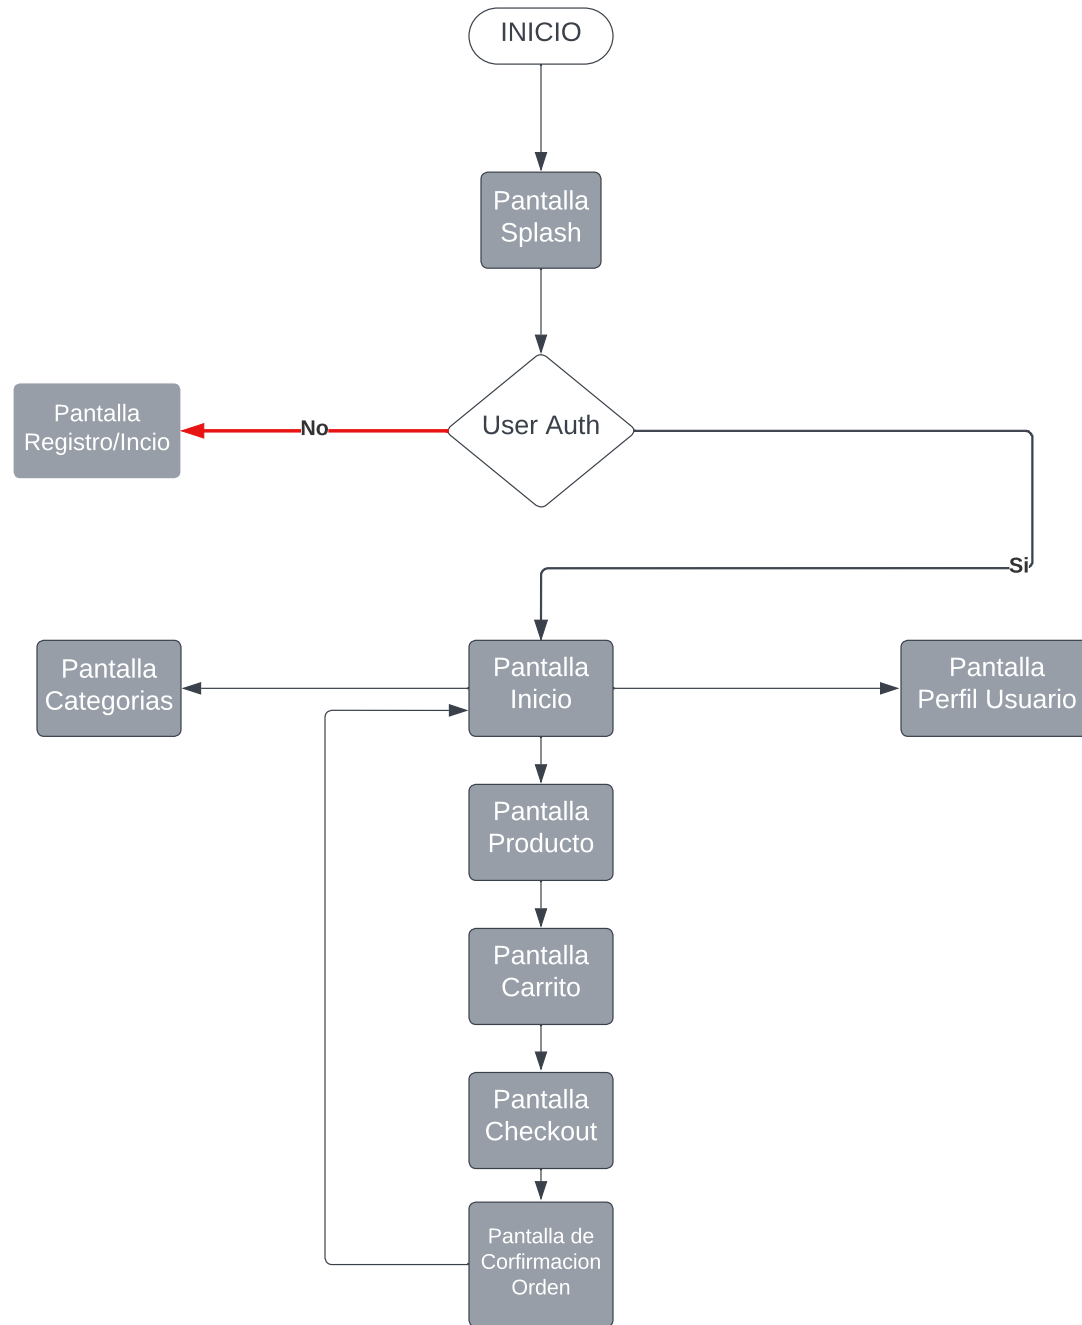 INICIO
Pantalla
Splash
User Auth
No
Pantalla
Registro/Incio
Si
Pantalla
Categorias
Pantalla
Inicio
Pantalla
Perfil Usuario
Pantalla
Producto
Pantalla
Carrito
Pantalla
Checkout
Pantalla de
Corfirmacion
Orden